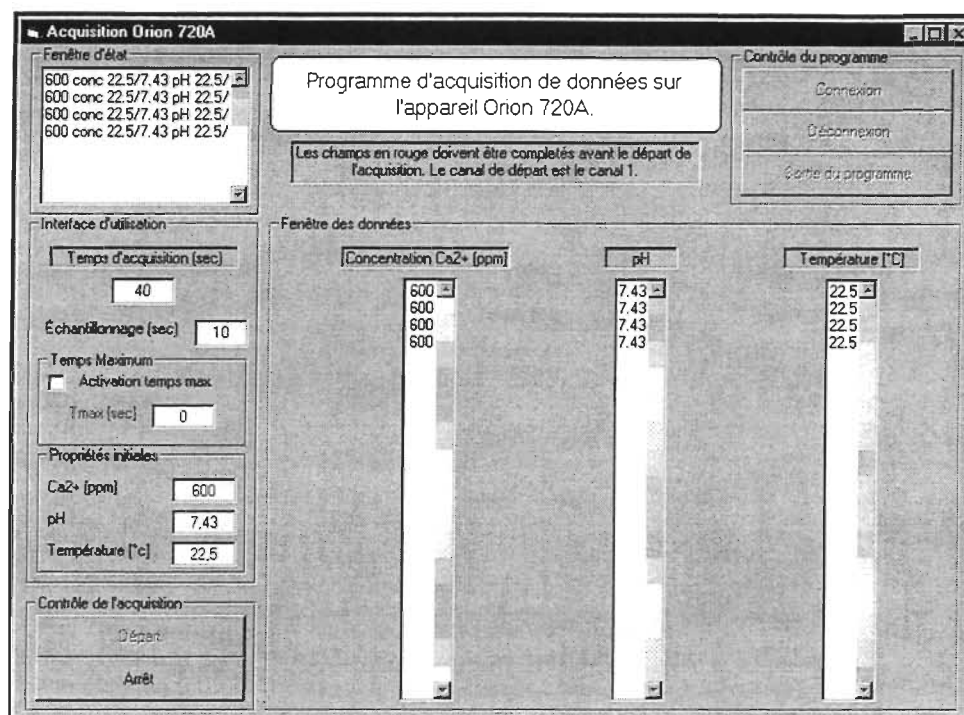 Acquisition Orion 720A
Fenêtre d'état
600 conc 22.5/7.43 pH 22.5/
600 conc 22.5/7.43 pH 22.5/
600 conc 22.5/7.43 pH 22.5/
600 conc 22.5/7.43 pH 22.5/
Programme d'acquisition de données sur
l'appareil Orion 720A.
Les champs en rouge doivent être completés avant le départ de
l'acquisition. Le canal de départ est le canal 1.
Contrôle du programme
Connexion
Déconnexion
Sortie du programme
Interface d'utilisation
Temps d'acquisition (sec)
40
Échantillonnage (sec) 10
Temps Maximum
Activation temps max
Tmax (sec) 0
Propriétés initiales
Ca2+ (ppm) 600
pH 7,43
Température [°c] 22,5
Contrôle de l'acquisition
Départ
Arrêt
Fenêtre des données
Concentration Ca2+ (ppm) pH Température [°C]
600 7.43 22.5
600 7.43 22.5
600 7.43 22.5
600 7.43 22.5